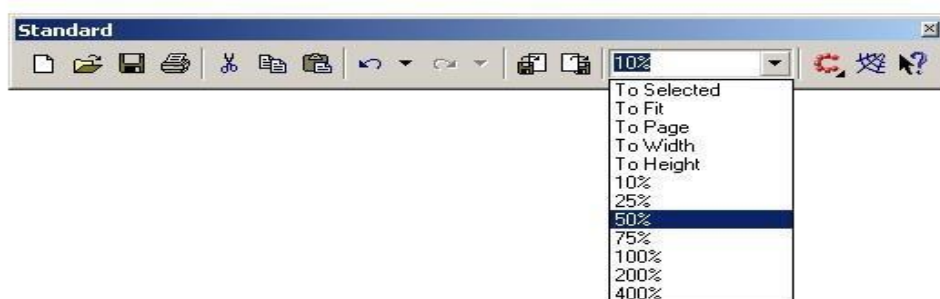 Standard
10%
To Selected
To Fit
To Page
To Width
To Height
10%
25%
50%
75%
100%
200%
400%